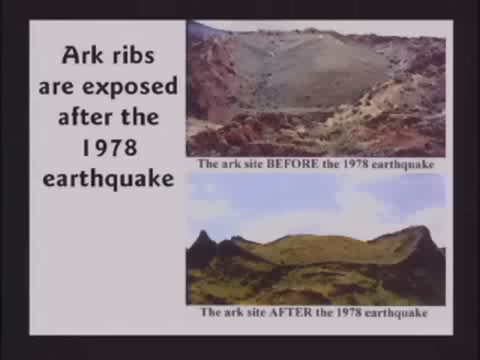 Ark ribs
are exposed
after the
1978
earthquake
The ark site BEFORE the 1978 earthquake
The ark site AFTER the 1978 earthquake